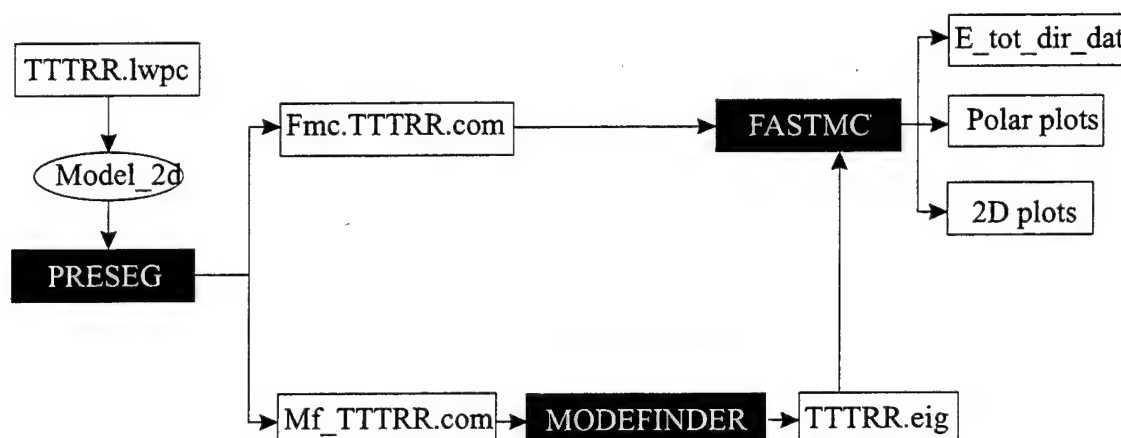 TTTRR.lwpc
Model_2d
PRESEG
Fmc.TTTRR.com
Mf_TTTRR.com
MODEFINDER
TTTRR.eig
FASTMC
E_tot_dir_dat
Polar plots
2D plots